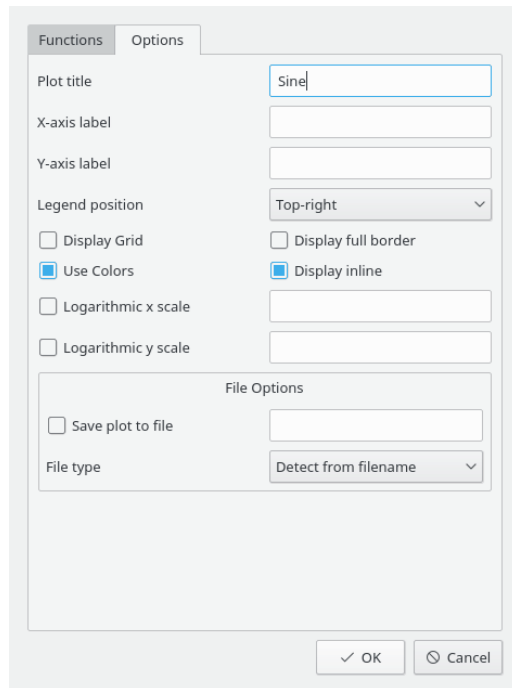 Functions Options
Plot title Sine
X-axis label
Y-axis label
Legend position Top-right
Display Grid Display full border
Use Colors Display inline
Logarithmic x scale
Logarithmic y scale
File Options
Save plot to file
File type Detect from filename
OK Cancel